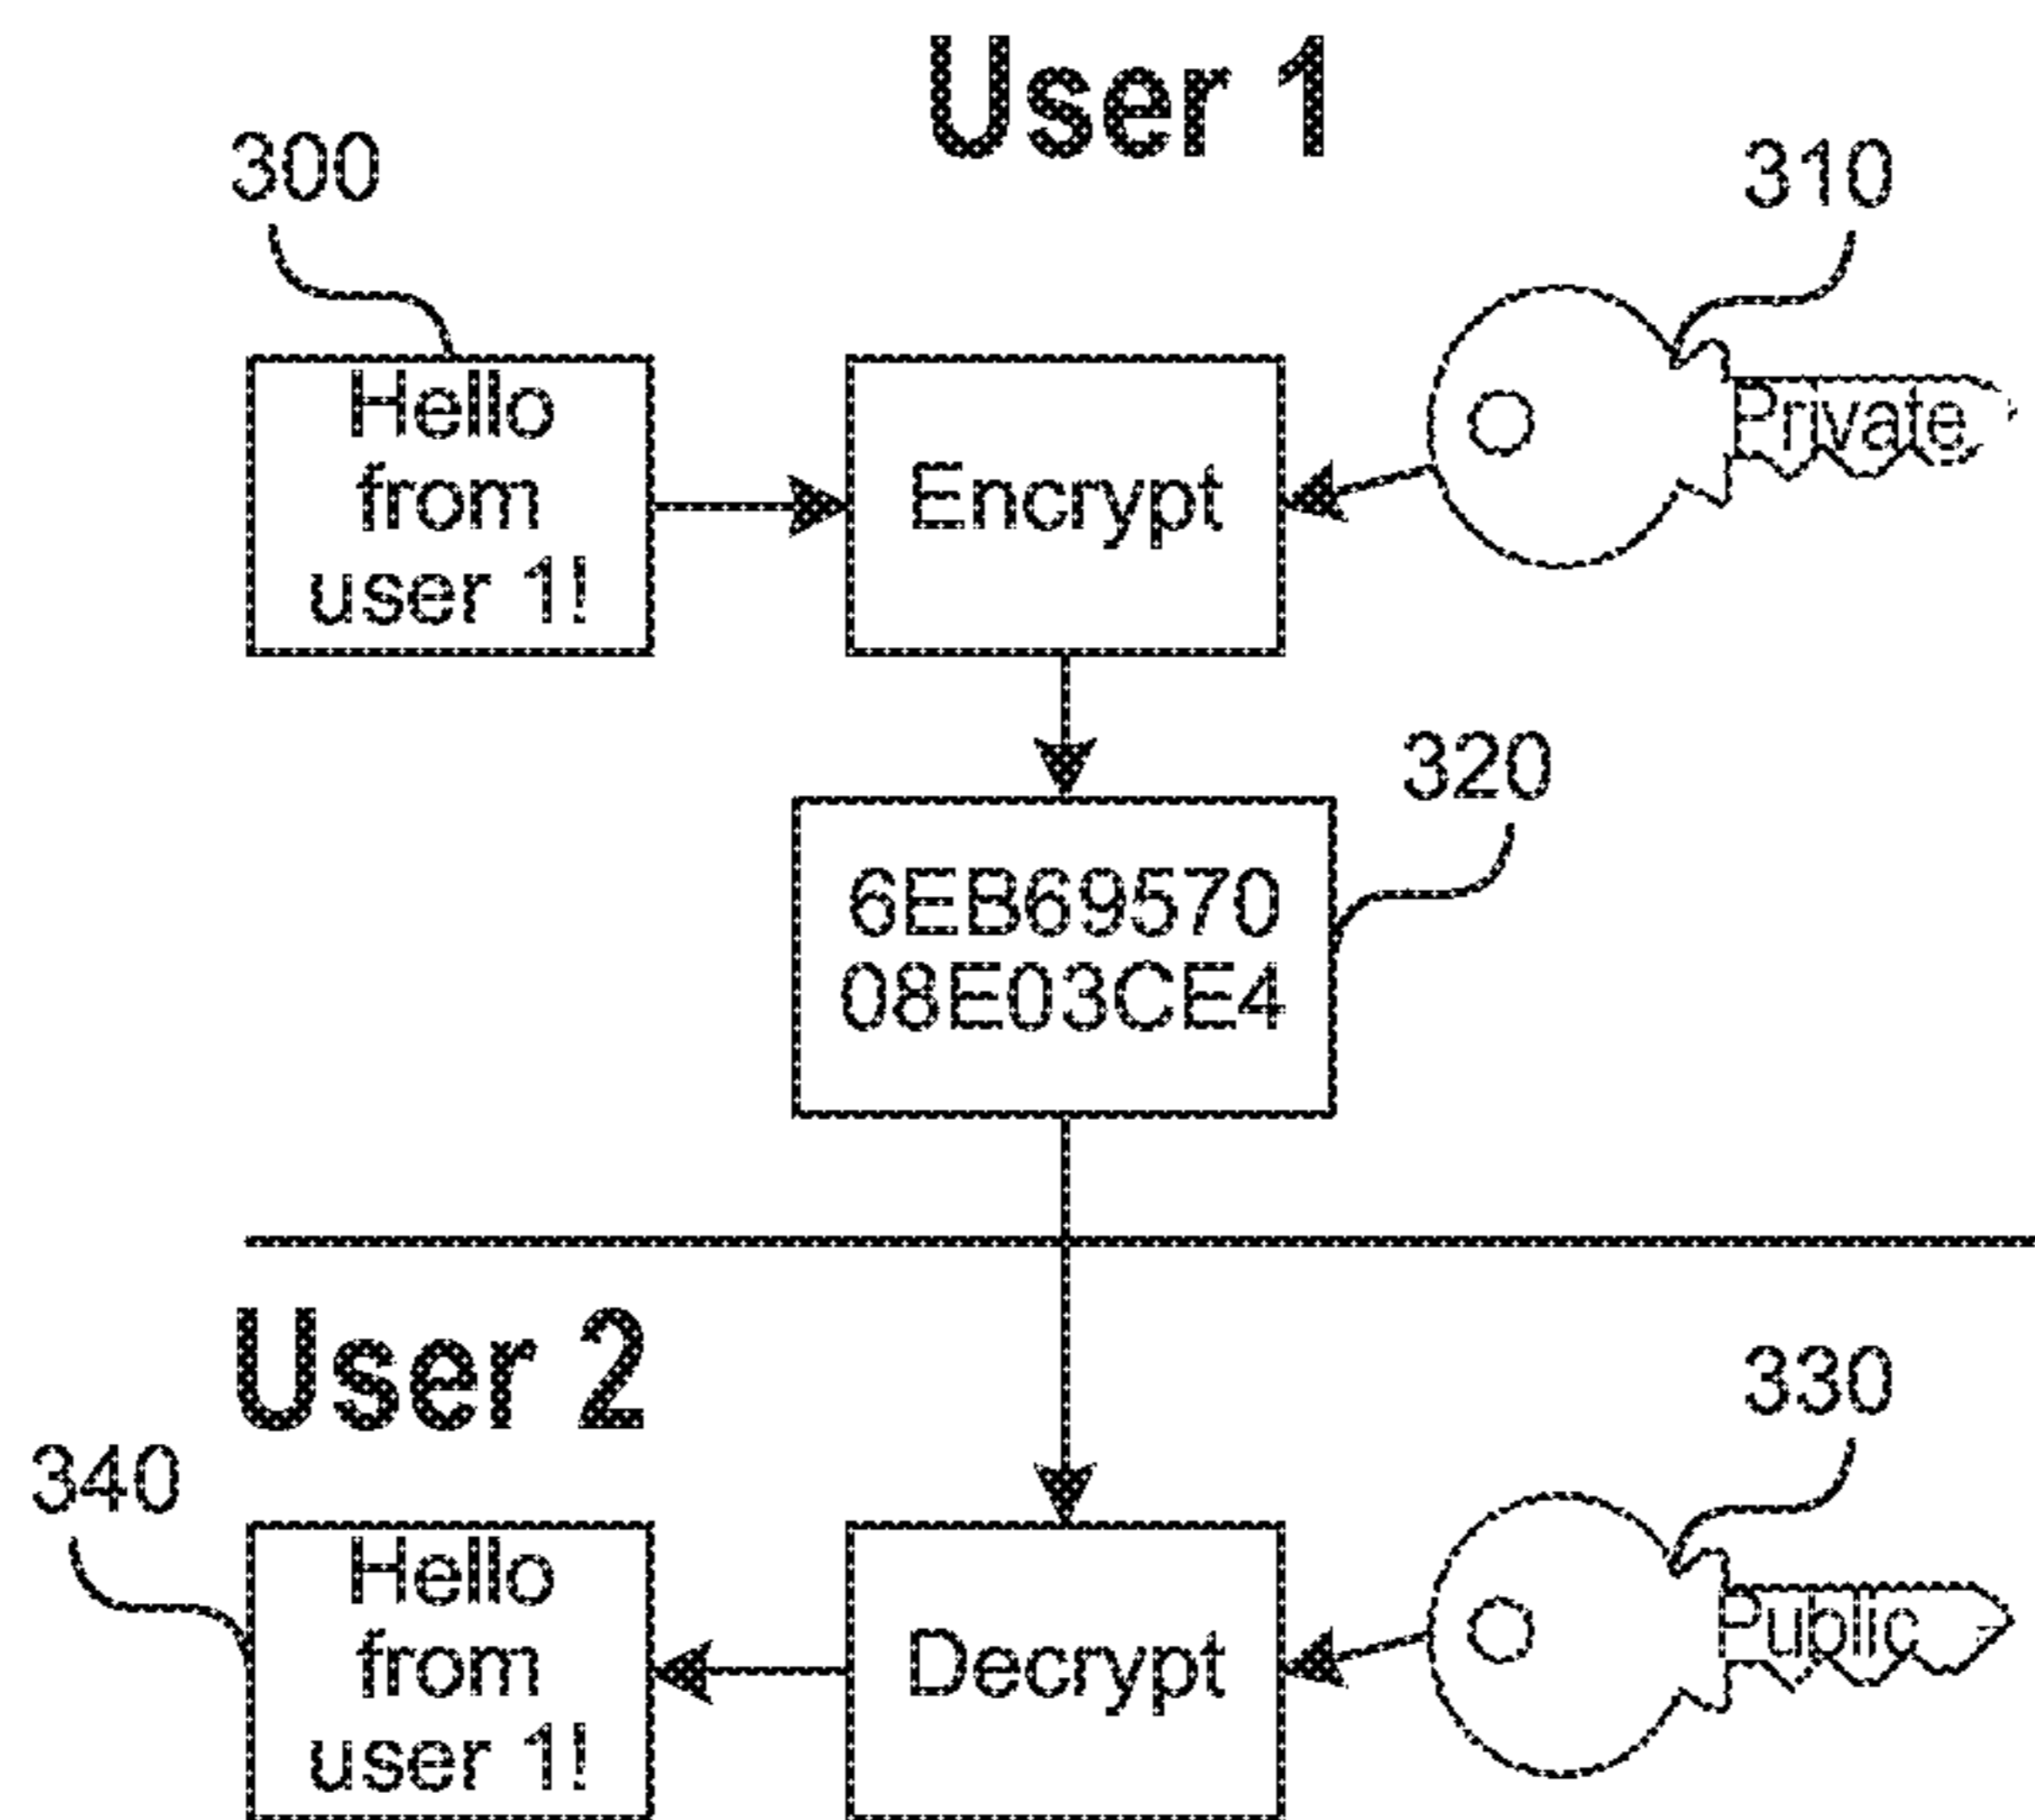 User 1
300
310
Hello
from
user 1!
Encrypt
Private
320
6EB69570
08E03CE4
User 2
330
340
Hello
from
user 1!
Decrypt
Public